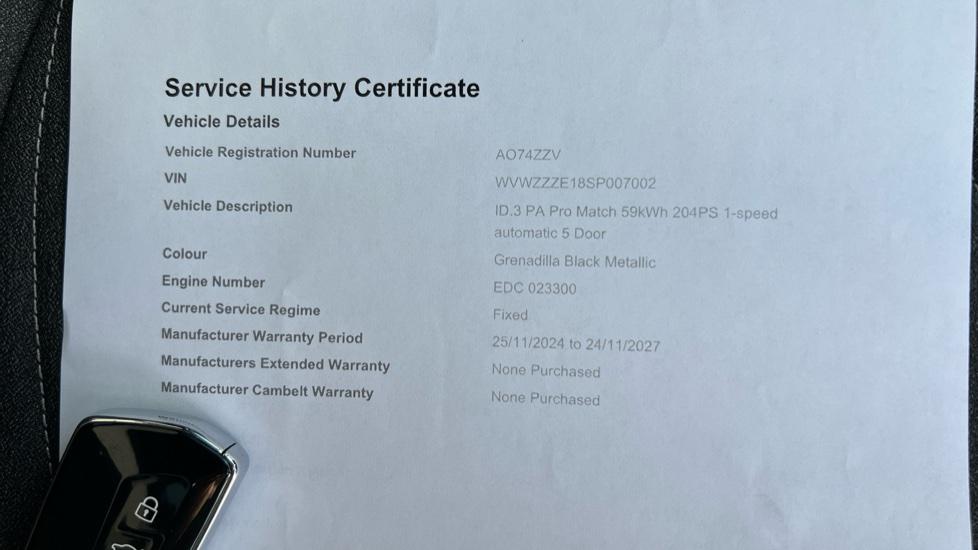 Service History Certificate
Vehicle Details
Vehicle Registration Number AO74ZZV
VIN WVWZZZE18SP007002
Vehicle Description ID.3 PA Pro Match 59kWh 204PS 1-speed
automatic 5 Door
Colour Grenadilla Black Metallic
Engine Number EDC 023300
Current Service Regime Fixed
Manufacturer Warranty Period 25/11/2024 to 24/11/2027
Manufacturers Extended Warranty None Purchased
Manufacturer Cambelt Warranty None Purchased